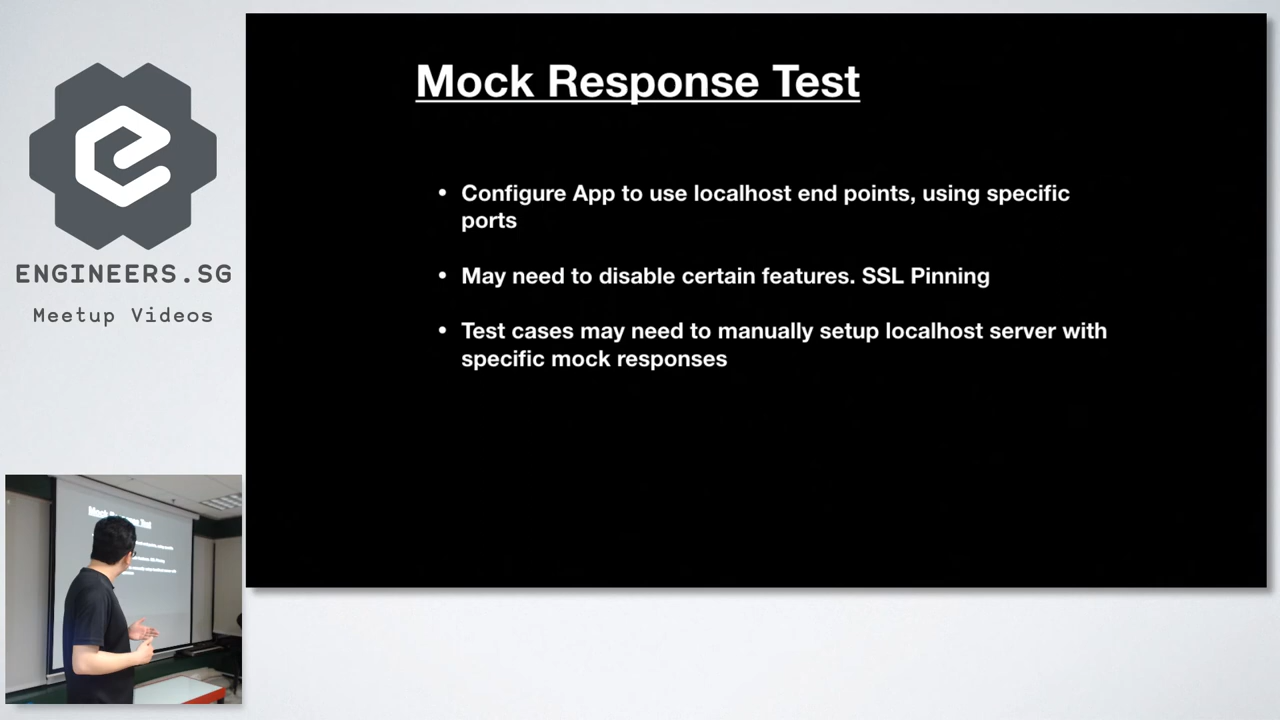 Mock Response Test
• Configure App to use localhost end points, using specific
ports
• May need to disable certain features. SSL Pinning
• Test cases may need to manually setup localhost server with
specific mock responses
ENGINEERS.SG
Meetup Videos